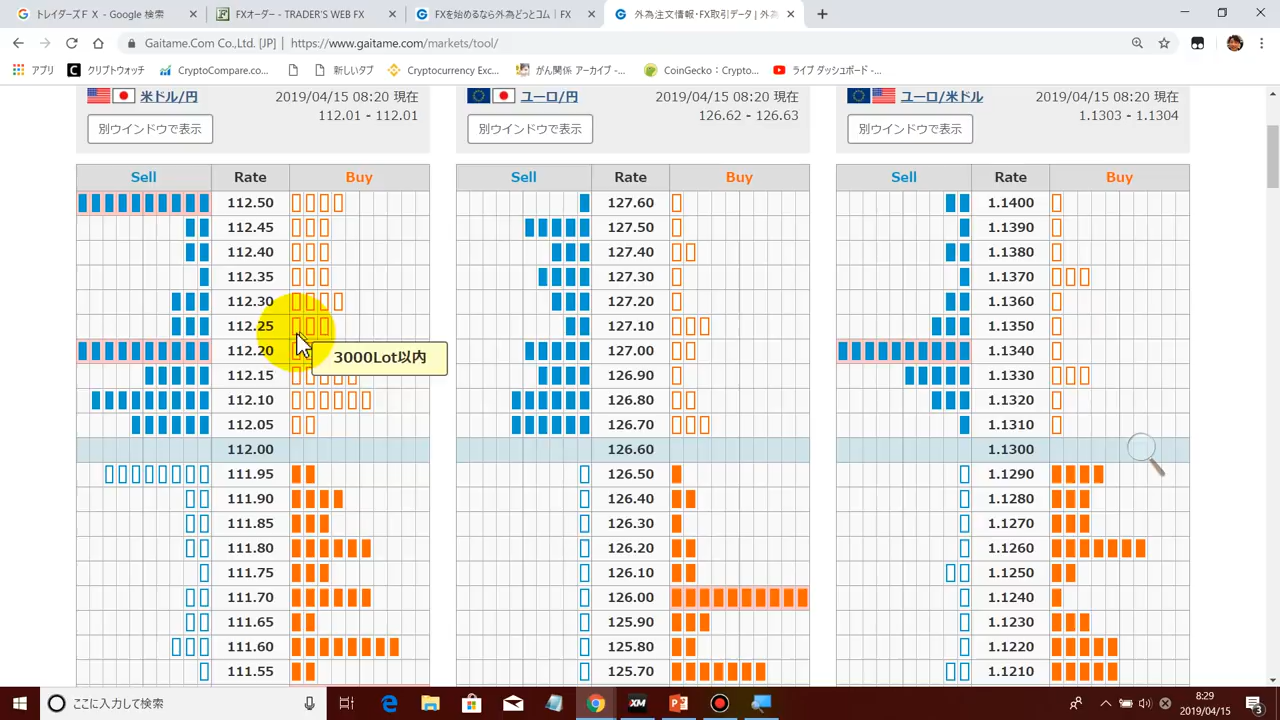 トレイダーズＦＸ - Google 検索
FXオーダー - TRADER'S WEB FX
FXを始めるなら外為どっとコム｜FX
外為注文情報・FX取引データ | 外為
Gaitame.Com Co.,Ltd. [JP] | https://www.gaitame.com/markets/tool/
アプリ クリプトウォッチ CryptoCompare.co... 新しいタブ Cryptocurrency Exc... がん関係 アーカイブ -... CoinGecko : Crypto... ライブ ダッシュボード -...
米ドル/円 2019/04/15 08:20 現在
112.01 - 112.01
別ウインドウで表示
ユーロ/円 2019/04/15 08:20 現在
126.62 - 126.63
別ウインドウで表示
ユーロ/米ドル 2019/04/15 08:20 現在
1.1303 - 1.1304
別ウインドウで表示
Sell Rate Buy Sell Rate Buy Sell Rate Buy
112.50 127.60 1.1400
112.45 127.50 1.1390
112.40 127.40 1.1380
112.35 127.30 1.1370
112.30 127.20 1.1360
112.25 127.10 1.1350
112.20 3000Lot以内 127.00 1.1340
112.15 126.90 1.1330
112.10 126.80 1.1320
112.05 126.70 1.1310
112.00 126.60 1.1300
111.95 126.50 1.1290
111.90 126.40 1.1280
111.85 126.30 1.1270
111.80 126.20 1.1260
111.75 126.10 1.1250
111.70 126.00 1.1240
111.65 125.90 1.1230
111.60 125.80 1.1220
111.55 125.70 1.1210
ここに入力して検索
XM
8:29
2019/04/15
3